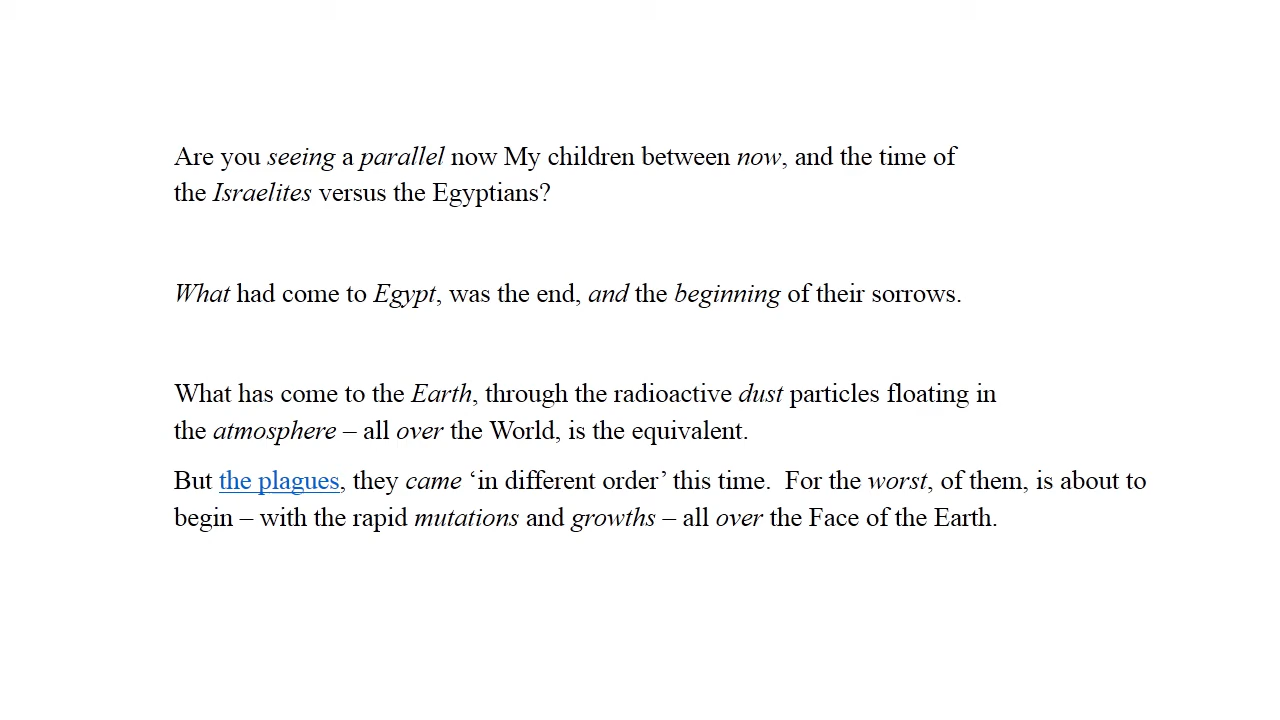 Are you seeing a parallel now My children between now, and the time of
the Israelites versus the Egyptians?
What had come to Egypt, was the end, and the beginning of their sorrows.
What has come to the Earth, through the radioactive dust particles floating in
the atmosphere – all over the World, is the equivalent.
But the plagues, they came ‘in different order’ this time.  For the worst, of them, is about to
begin – with the rapid mutations and growths – all over the Face of the Earth.